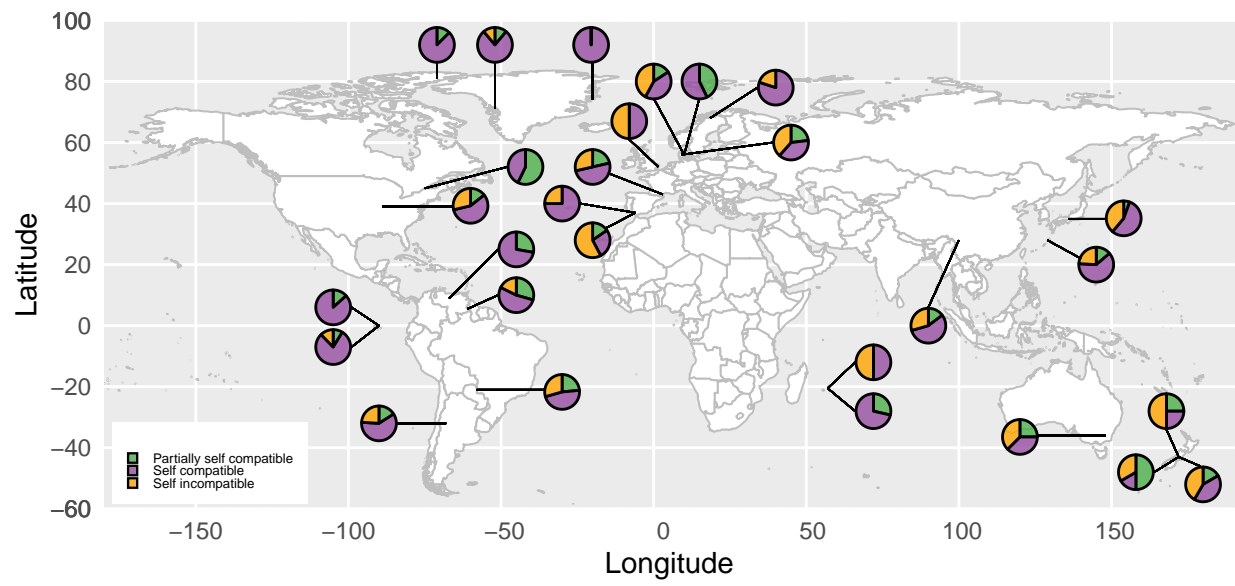 100
80
60
40
20
0
−20
−40
−60
Latitude
Partially self compatible
Self compatible
Self incompatible
−150 −100 −50 0 50 100 150
Longitude